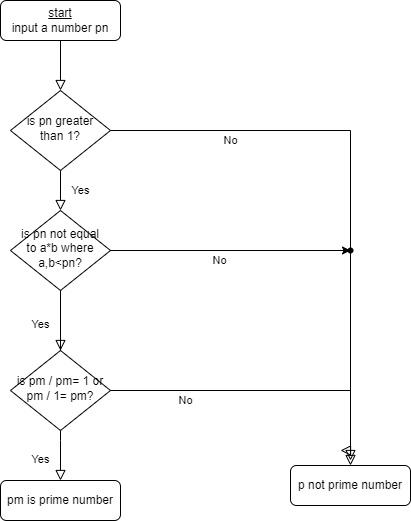 start
input a number pn
is pn greater
than 1?
No
Yes
is pn not equal
to a*b where
a,b<pn?
No
Yes
is pm / pm= 1 or
pm / 1= pm?
No
Yes
p not prime number
pm is prime number